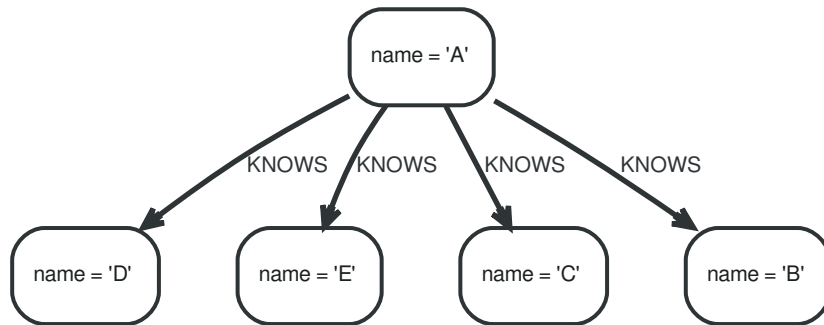 name = 'A'
KNOWS KNOWS KNOWS KNOWS
name = 'D' name = 'E' name = 'C' name = 'B'